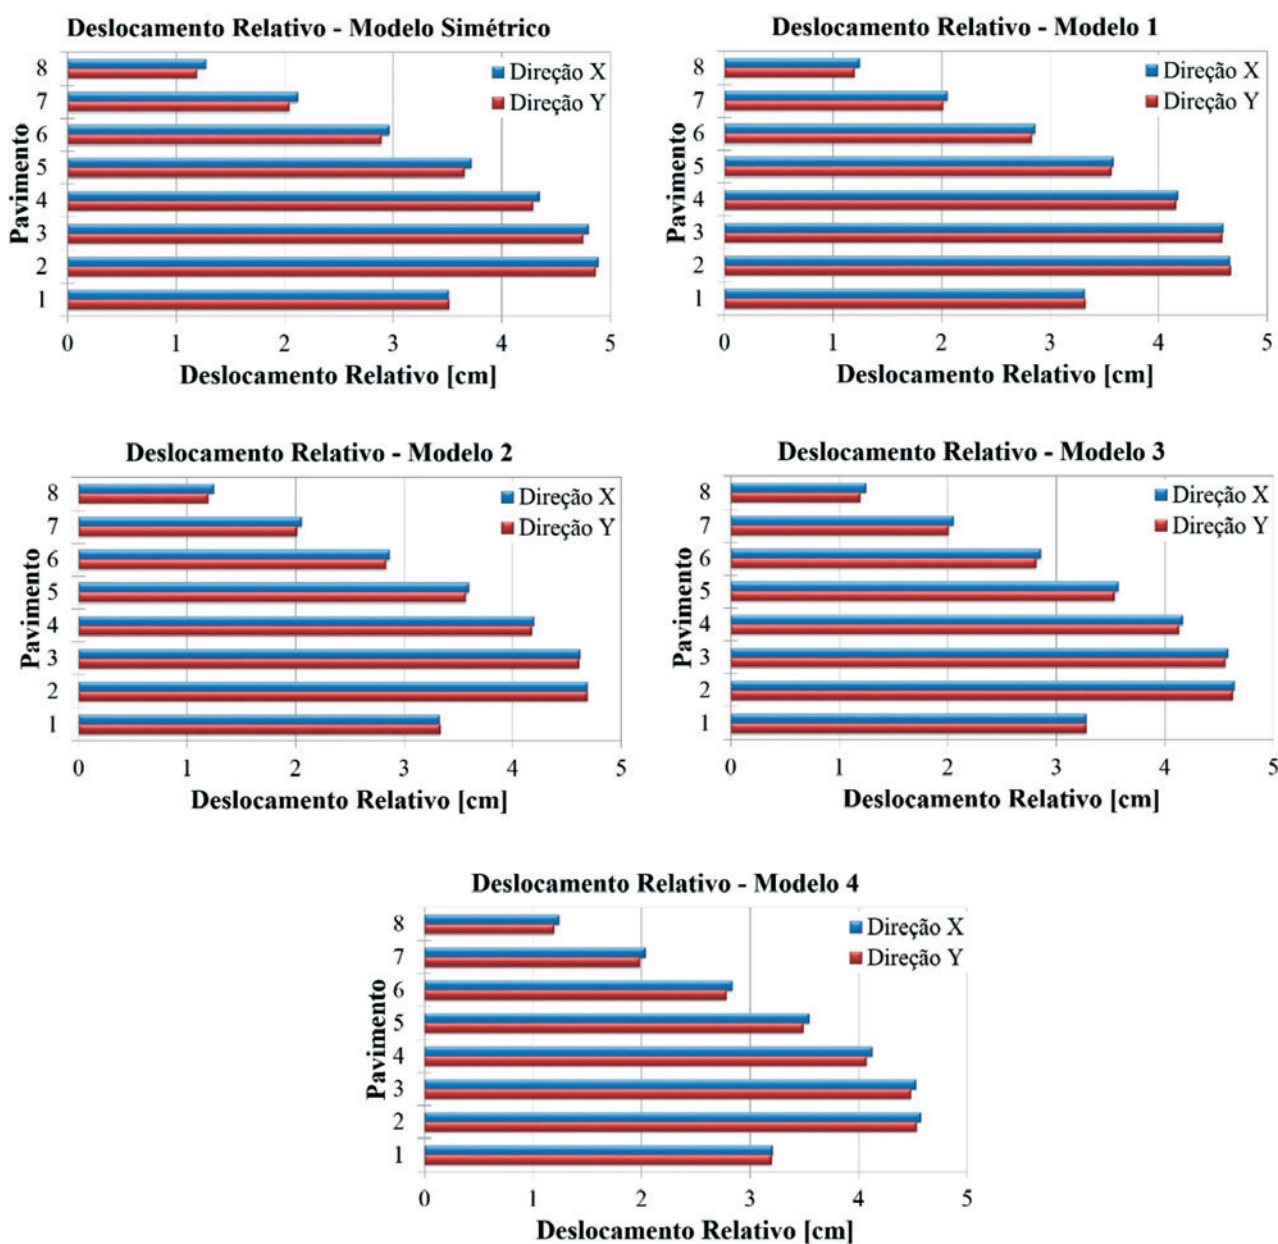 Deslocamento Relativo - Modelo Simétrico
Direção X
Direção Y
Pavimento
8
7
6
5
4
3
2
1
0 1 2 3 4 5
Deslocamento Relativo [cm]
Deslocamento Relativo - Modelo 1
Direção X
Direção Y
Pavimento
8
7
6
5
4
3
2
1
0 1 2 3 4 5
Deslocamento Relativo [cm]
Deslocamento Relativo - Modelo 2
Direção X
Direção Y
Pavimento
8
7
6
5
4
3
2
1
0 1 2 3 4 5
Deslocamento Relativo [cm]
Deslocamento Relativo - Modelo 3
Direção X
Direção Y
Pavimento
8
7
6
5
4
3
2
1
0 1 2 3 4 5
Deslocamento Relativo [cm]
Deslocamento Relativo - Modelo 4
Direção X
Direção Y
Pavimento
8
7
6
5
4
3
2
1
0 1 2 3 4 5
Deslocamento Relativo [cm]